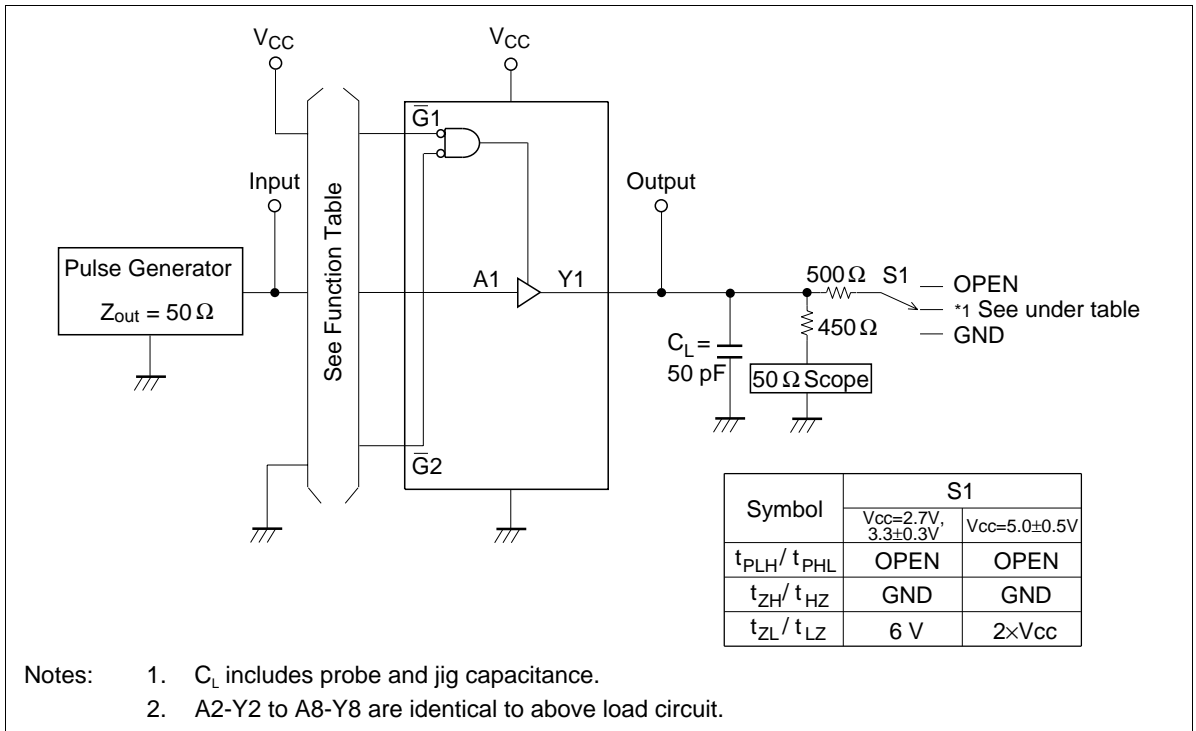 VCC
VCC
G̅1
Input
Output
See Function Table
Pulse Generator
Zout = 50 Ω
A1
Y1
500 Ω
S1
OPEN
*1 See under table
GND
450 Ω
CL =
50 pF
50 Ω Scope
G̅2
Symbol
S1
Vcc=2.7V,
3.3±0.3V
Vcc=5.0±0.5V
tPLH/ tPHL OPEN OPEN
tZH/ tHZ GND GND
tZL/ tLZ 6 V 2×Vcc
Notes: 1. CL includes probe and jig capacitance.
2. A2-Y2 to A8-Y8 are identical to above load circuit.